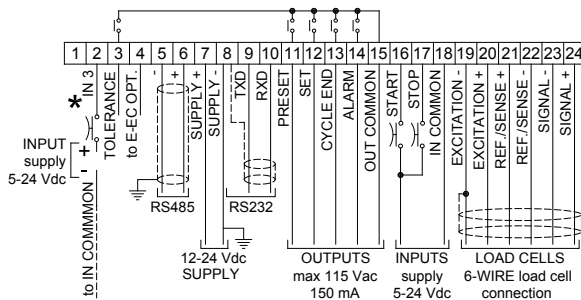 1 2 3 4 5 6 7 8 9 10 11 12 13 14 15 16 17 18 19 20 21 22 23 24
*
IN 3
TOLERANCE
to E-EC OPT.
-
+
SUPPLY +
SUPPLY -
TXD
RXD
PRESET
SET
CYCLE END
ALARM
OUT COMMON
START
STOP
IN COMMON
EXCITATION -
EXCITATION +
REF./SENSE +
REF./SENSE -
SIGNAL -
SIGNAL +
INPUT
supply
5-24 Vdc
+
-
to IN COMMMON
RS485
RS232
12-24 Vdc
SUPPLY
OUTPUTS
max 115 Vac
150 mA
INPUTS
supply
5-24 Vdc
LOAD CELLS
6-WIRE load cell
connection